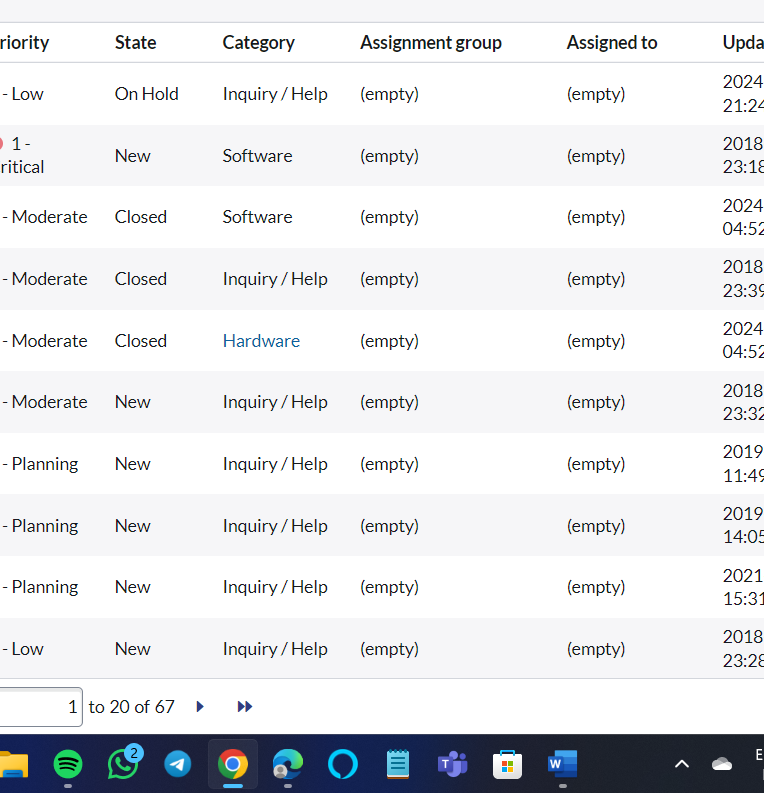 riority State Category Assignment group Assigned to Upda
- Low On Hold Inquiry / Help (empty) (empty) 2024
21:24
1 -
ritical New Software (empty) (empty) 2018
23:18
- Moderate Closed Software (empty) (empty) 2024
04:52
- Moderate Closed Inquiry / Help (empty) (empty) 2018
23:39
- Moderate Closed Hardware (empty) (empty) 2024
04:52
- Moderate New Inquiry / Help (empty) (empty) 2018
23:32
- Planning New Inquiry / Help (empty) (empty) 2019
11:49
- Planning New Inquiry / Help (empty) (empty) 2019
14:05
- Planning New Inquiry / Help (empty) (empty) 2021
15:31
- Low New Inquiry / Help (empty) (empty) 2018
23:28
1 to 20 of 67
2
E